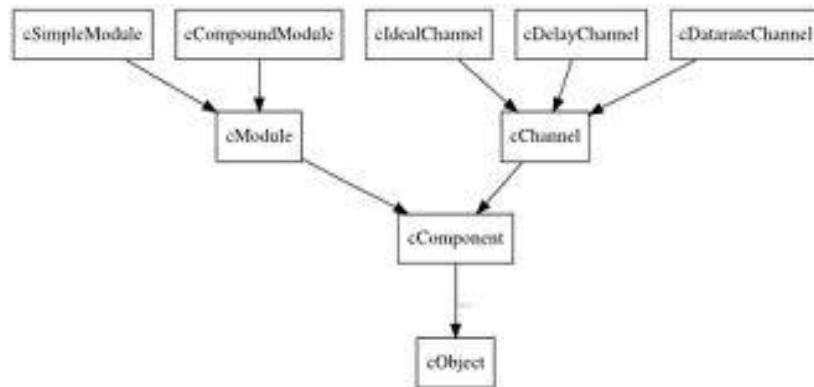 cSimpleModule
cCompoundModule
cIdealChannel
cDelayChannel
cDatarateChannel
cModule
cChannel
cComponent
cObject